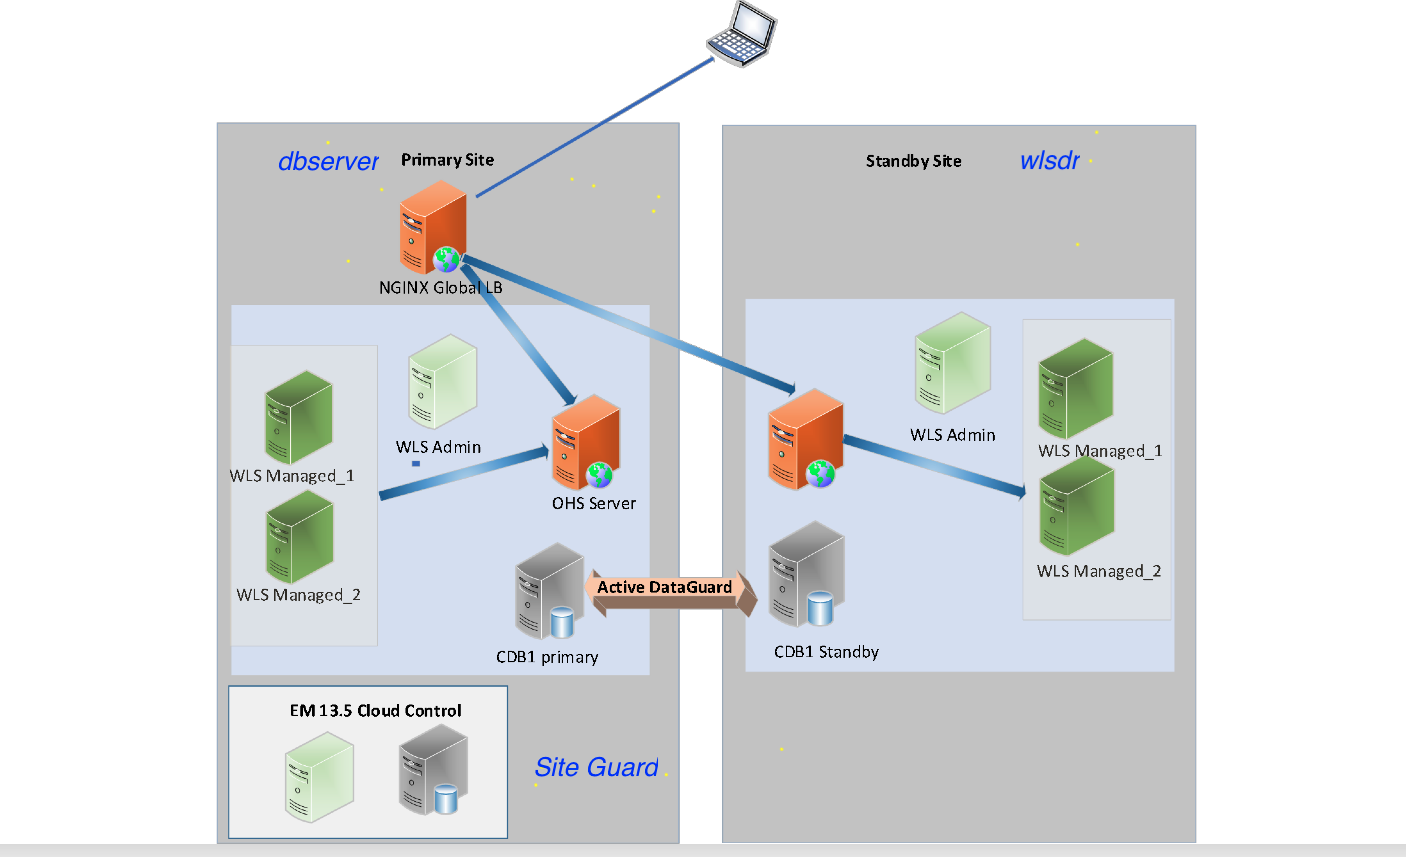 dbserver
Primary Site
Standby Site
wlsdr
NGINX Global LB
WLS Admin
WLS Admin
WLS Managed_1
WLS Managed_1
OHS Server
WLS Managed_2
WLS Managed_2
Active DataGuard
CDB1 primary
CDB1 Standby
EM 13.5 Cloud Control
Site Guard